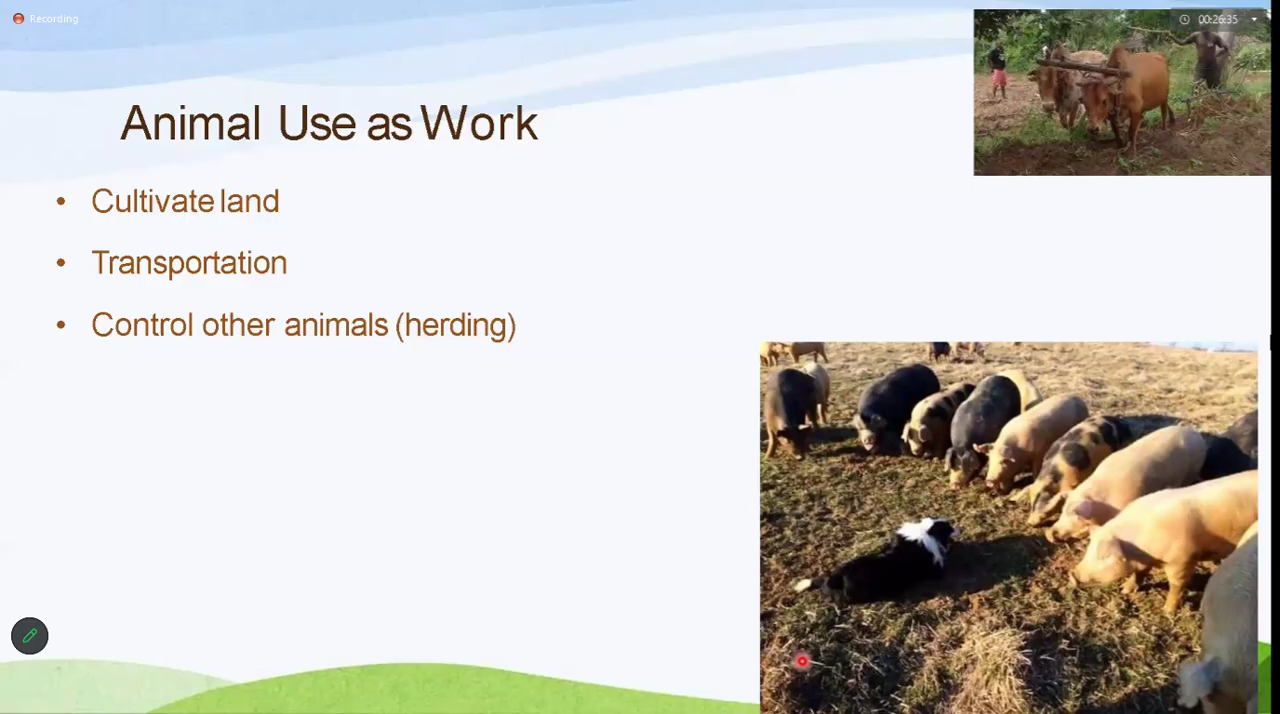 Recording
00:26:35
Animal Use as Work
• Cultivate land
• Transportation
• Control other animals (herding)